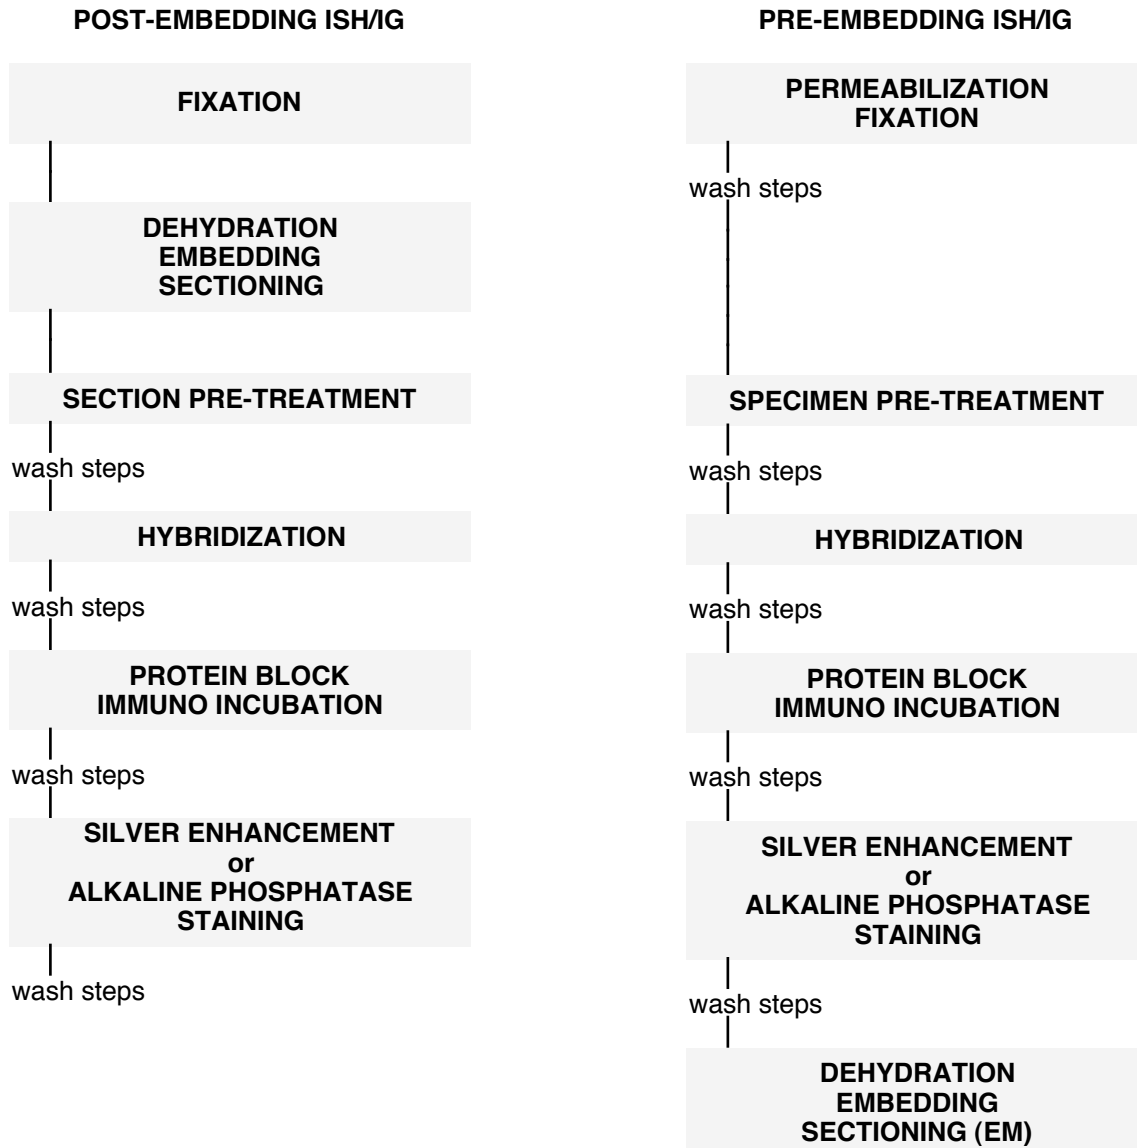 POST-EMBEDDING ISH/IG
FIXATION
DEHYDRATION
EMBEDDING
SECTIONING
SECTION PRE-TREATMENT
wash steps
HYBRIDIZATION
wash steps
PROTEIN BLOCK
IMMUNO INCUBATION
wash steps
SILVER ENHANCEMENT
or
ALKALINE PHOSPHATASE
STAINING
wash steps
PRE-EMBEDDING ISH/IG
PERMEABILIZATION
FIXATION
wash steps
SPECIMEN PRE-TREATMENT
wash steps
HYBRIDIZATION
wash steps
PROTEIN BLOCK
IMMUNO INCUBATION
wash steps
SILVER ENHANCEMENT
or
ALKALINE PHOSPHATASE
STAINING
wash steps
DEHYDRATION
EMBEDDING
SECTIONING (EM)